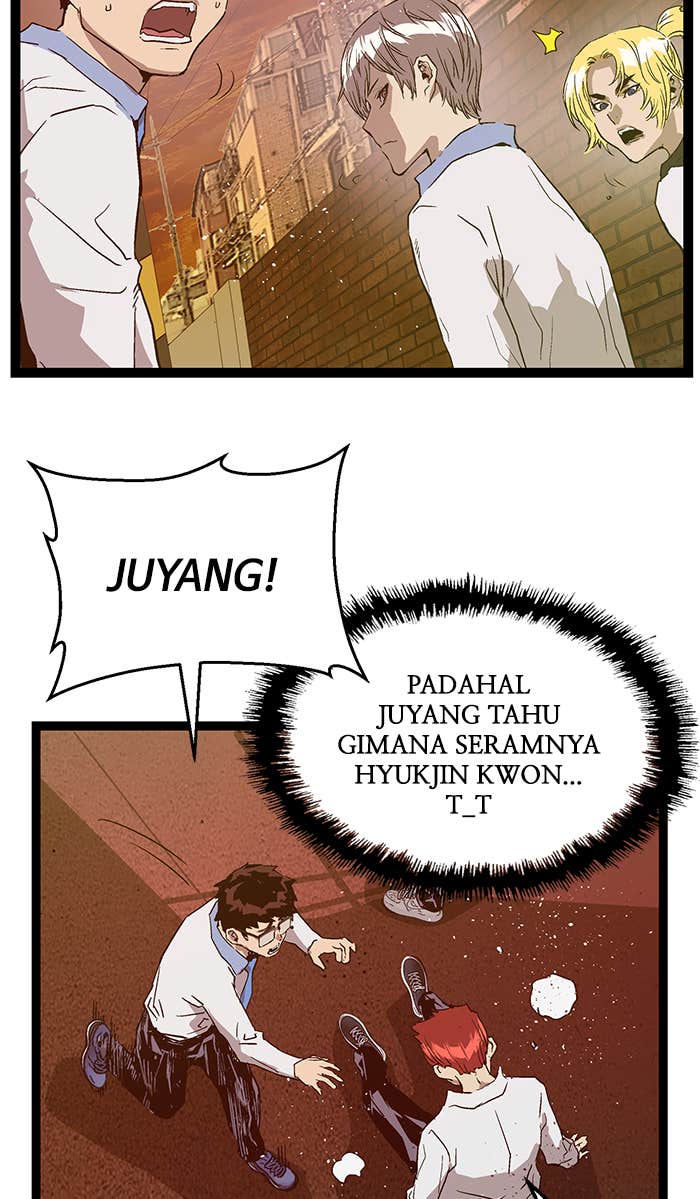 JUYANG!
PADAHAL
JUYANG TAHU
GIMANA SERAMNYA
HYUKJIN KWON...
T_T